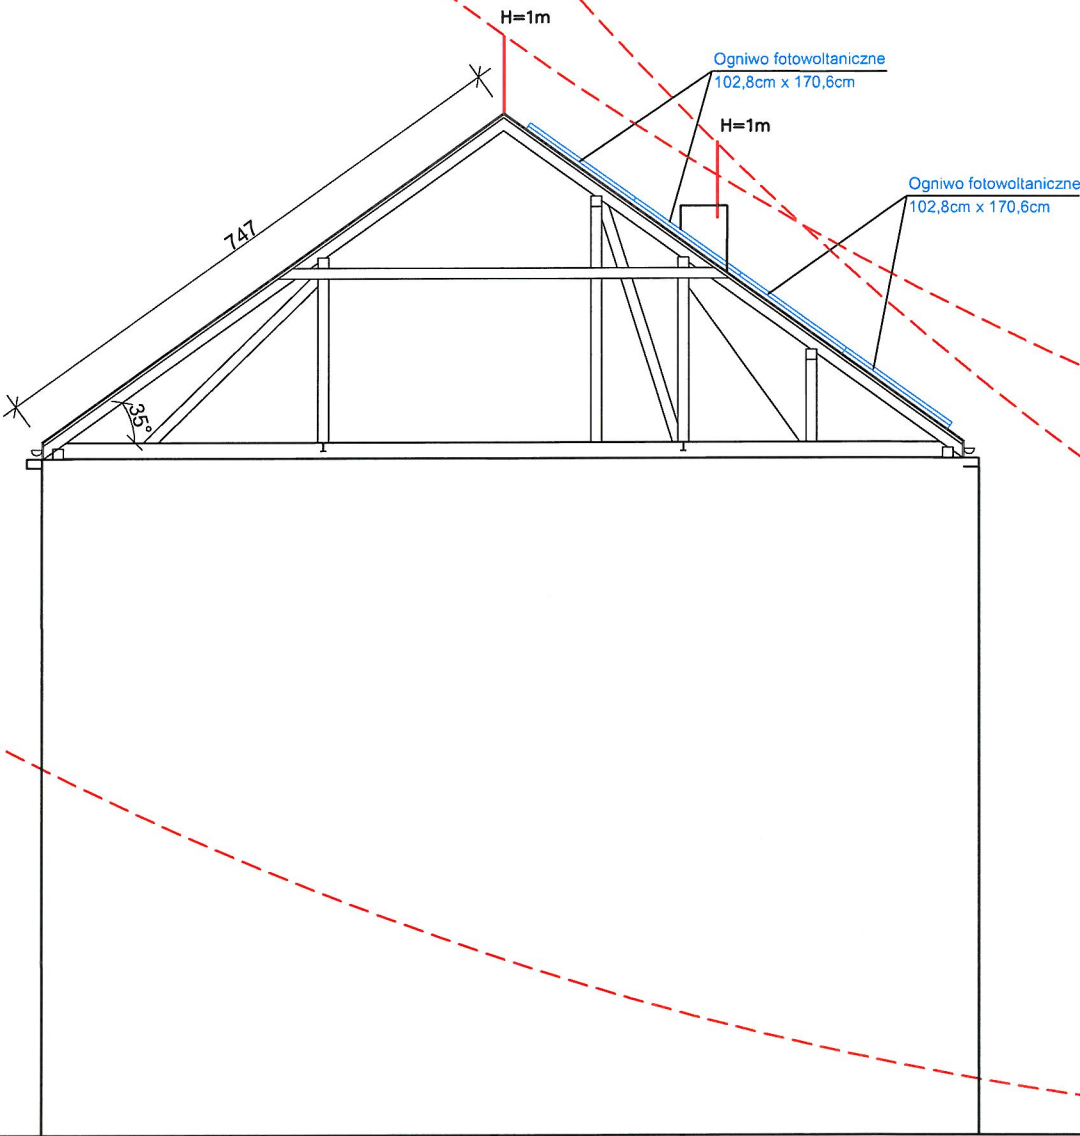 H=1m
Ogniwo fotowoltaniczne
102,8cm x 170,6cm
H=1m
Ogniwo fotowoltaniczne
102,8cm x 170,6cm
747
35°